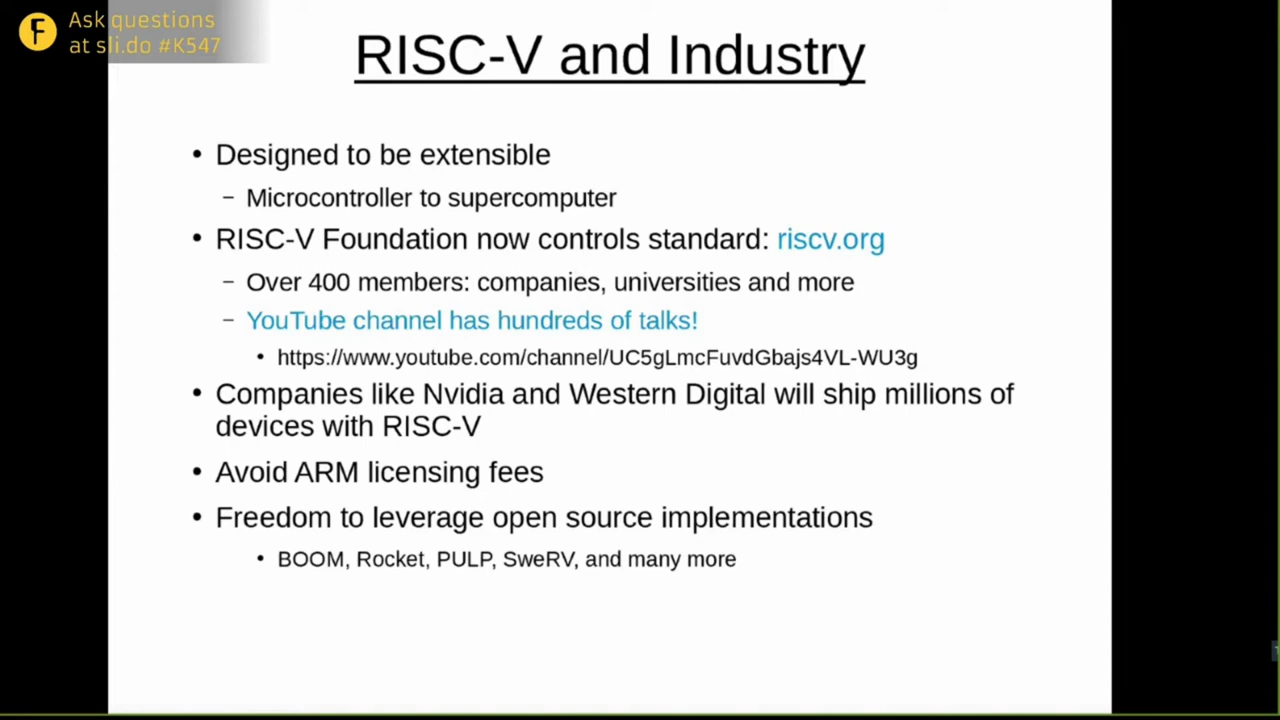 Ask questions
at sli.do #K547
RISC-V and Industry
• Designed to be extensible
– Microcontroller to supercomputer
• RISC-V Foundation now controls standard: riscv.org
– Over 400 members: companies, universities and more
– YouTube channel has hundreds of talks!
• https://www.youtube.com/channel/UC5gLmcFuvdGbajs4VL-WU3g
• Companies like Nvidia and Western Digital will ship millions of
devices with RISC-V
• Avoid ARM licensing fees
• Freedom to leverage open source implementations
• BOOM, Rocket, PULP, SweRV, and many more